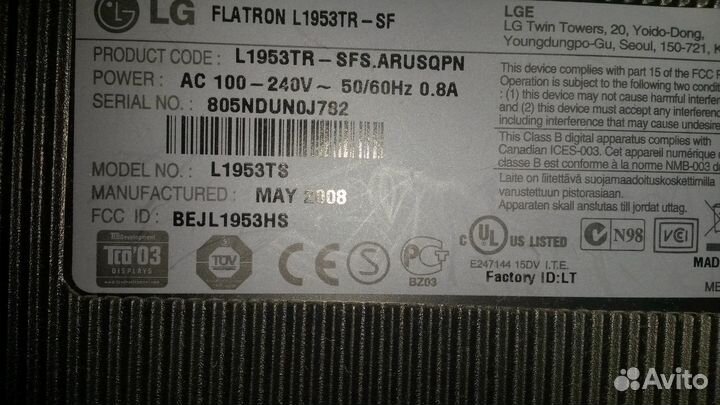 LG FLATRON L1953TR-SF
PRODUCT CODE : L1953TR-SFS.ARUSQPN
POWER : AC 100-240V~ 50/60Hz 0.8A
SERIAL NO. : 805NDUN0J782
MODEL NO. : L1953TS
MANUFACTURED : MAY 2008
FCC ID : BEJL1953HS
TCO Development
TCO'03
DISPLAYS
TÜV
BZ03
LGE
LG Twin Towers, 20, Yoido-Dong,
Youngdungpo-Gu, Seoul, 150-721, K
This device complies with part 15 of the FCC
Operation is subject to the following two
: (1) this device may not cause harmful
and (2) this device must accept any
including interference that may cause
This Class B digital apparatus complies with
Canadian ICES-003. Cet appareil numérique
classe B est conforme à la norme NMB-003
Laite on liitettävä suojamaadoituskoskettimilla
varustettuun pistorasiaan.
Apparaten skall anslutas till jordat uttag.
C UL US LISTED
E247144 15DV I.T.E.
Factory ID:LT
N98
VCI
MAD
ME
Avito